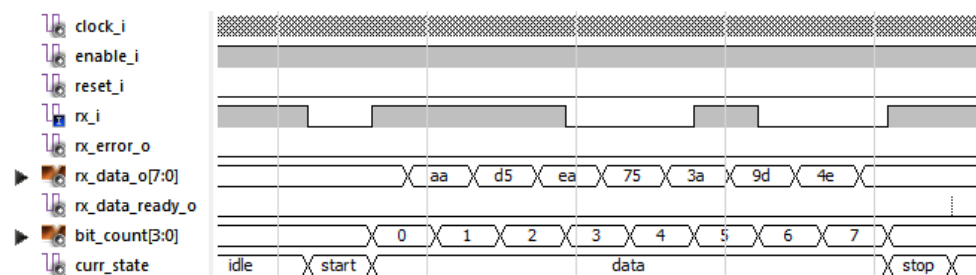 clock_i
enable_i
reset_i
rx_i
rx_error_o
rx_data_o[7:0] aa d5 ea 75 3a 9d 4e
rx_data_ready_o
bit_count[3:0] 0 1 2 3 4 5 6 7
curr_state idle start data stop